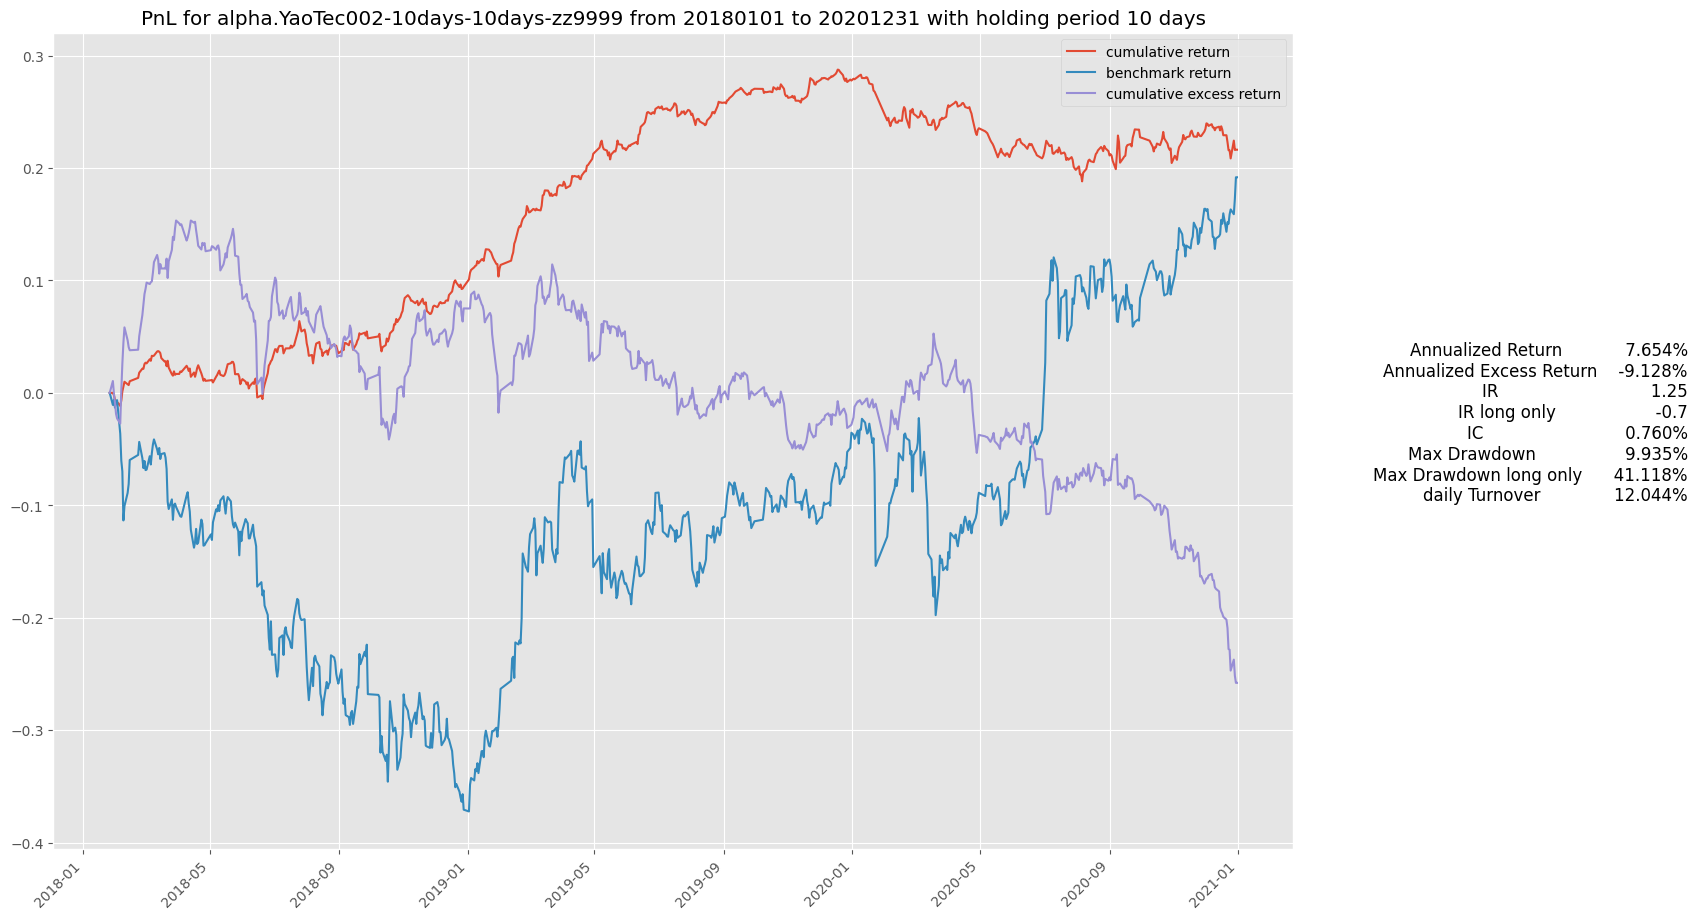 PnL for alpha.YaoTec002-10days-10days-zz9999 from 20180101 to 20201231 with holding period 10 days
cumulative return
benchmark return
cumulative excess return
0.3
0.2
0.1
0.0
−0.1
−0.2
−0.3
−0.4
2018-01
2018-05
2018-09
2019-01
2019-05
2019-09
2020-01
2020-05
2020-09
2021-01
Annualized Return 7.654%
Annualized Excess Return -9.128%
IR 1.25
IR long only -0.7
IC 0.760%
Max Drawdown 9.935%
Max Drawdown long only 41.118%
daily Turnover 12.044%